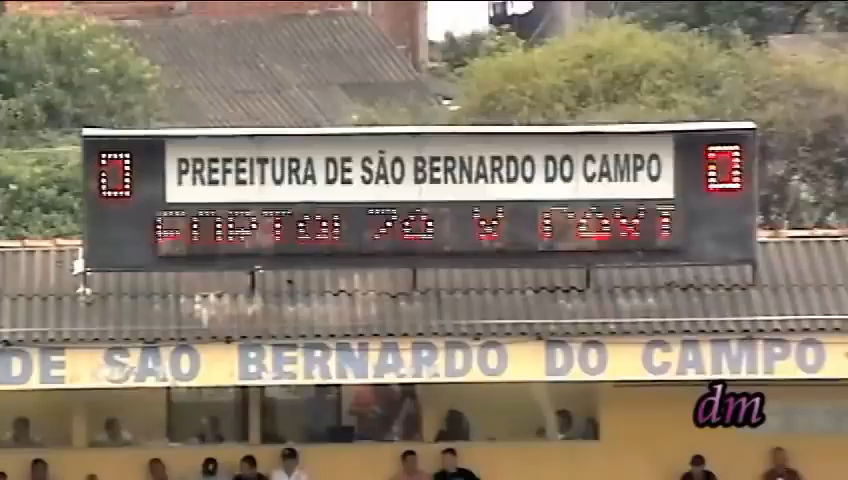 0 PREFEITURA DE SÃO BERNARDO DO CAMPO 0
DE SÃO BERNARDO DO CAMPO
dm